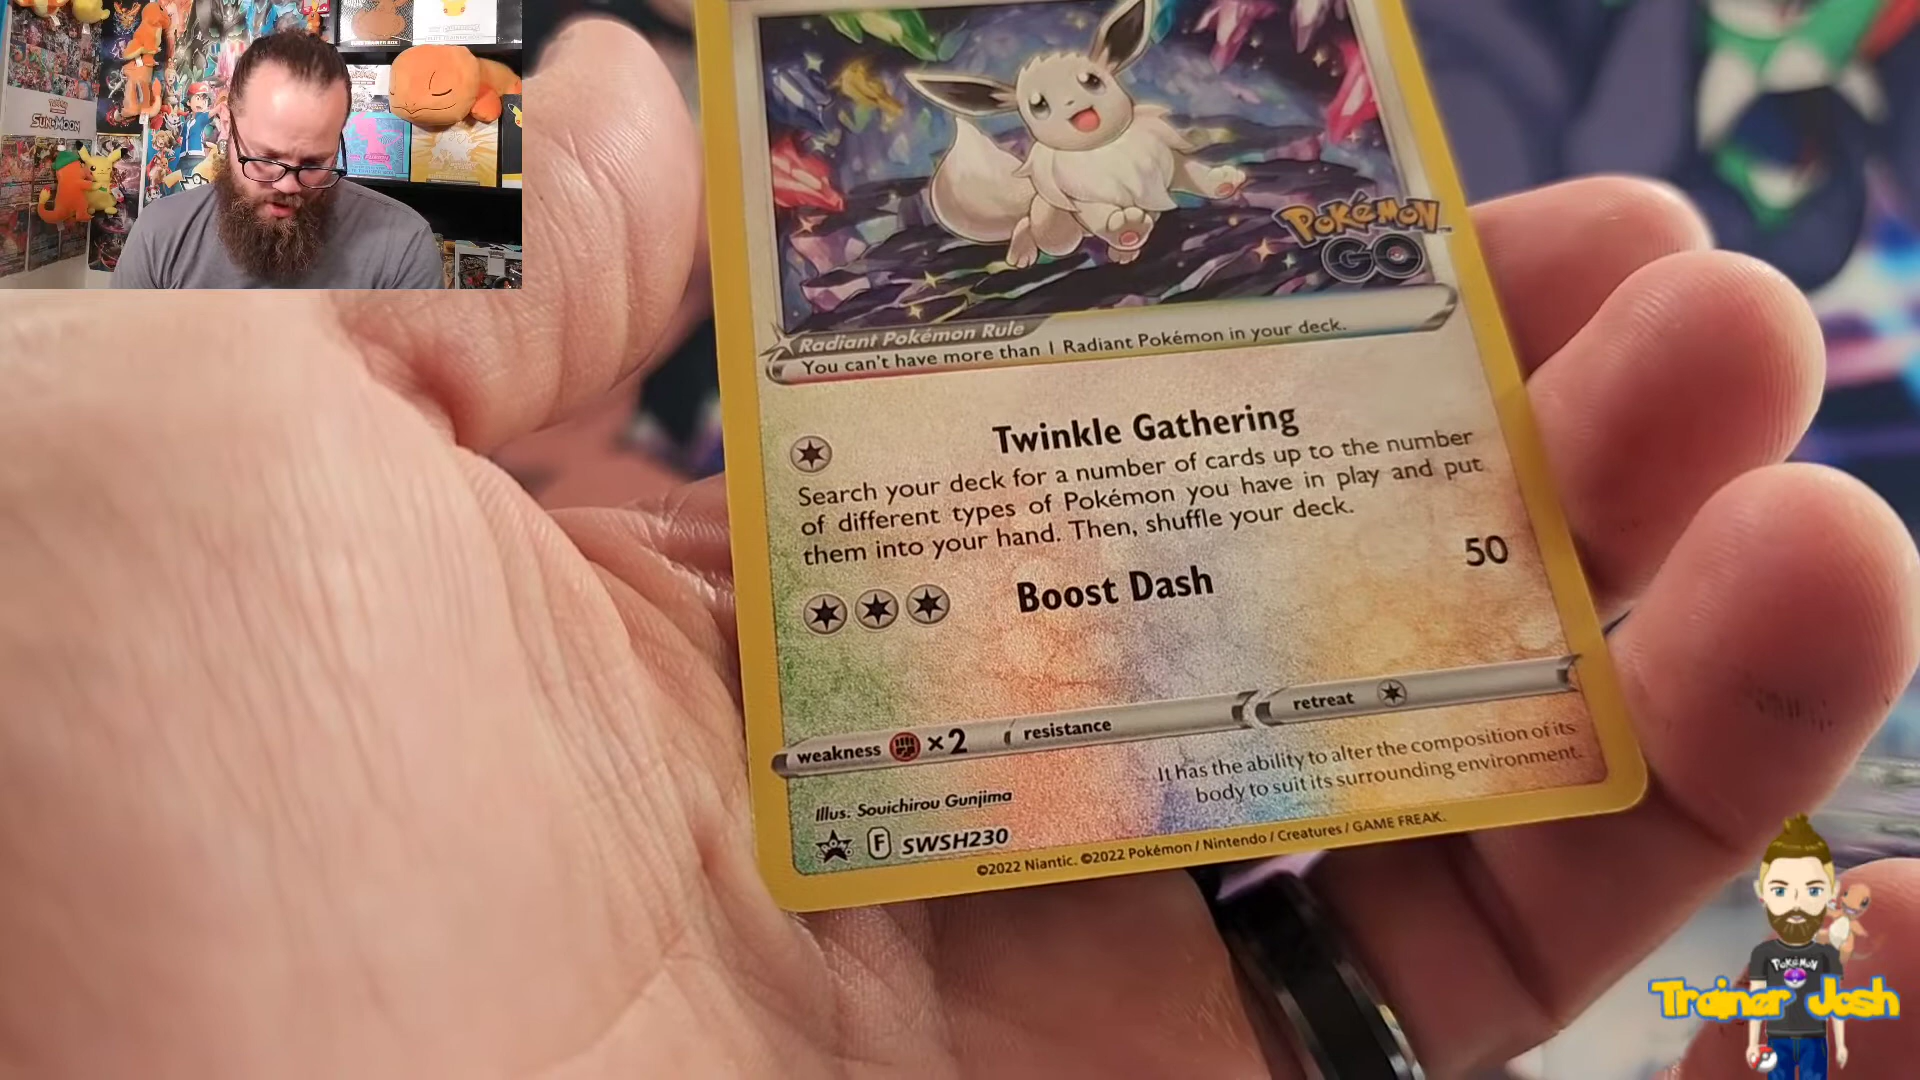 SUN & MOON
POKéMON
GO
Radiant Pokémon Rule
You can't have more than 1 Radiant Pokémon in your deck.
Twinkle Gathering
Search your deck for a number of cards up to the number
of different types of Pokémon you have in play and put
them into your hand. Then, shuffle your deck.
Boost Dash 50
weakness ×2 resistance retreat
It has the ability to alter the composition of its
body to suit its surrounding environment.
Illus. Souichirou Gunjima
PROMO F SWSH230
©2022 Niantic. ©2022 Pokémon / Nintendo / Creatures / GAME FREAK.
POKéMON
Trainer Josh